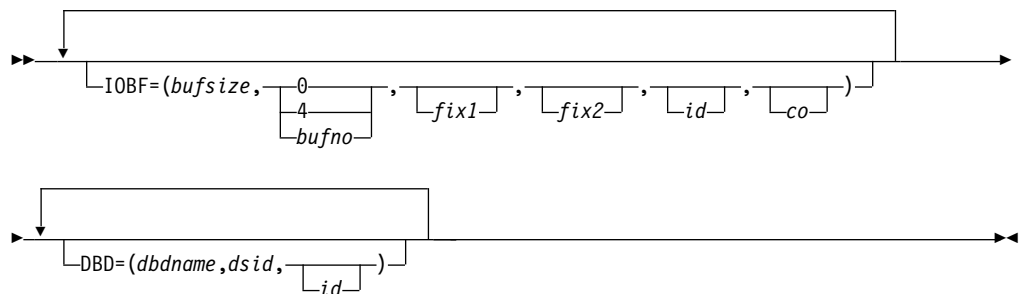 IOBF=(bufsize,0,fix1,fix2,id,co)
4
bufno
DBD=(dbdname,dsid,id)